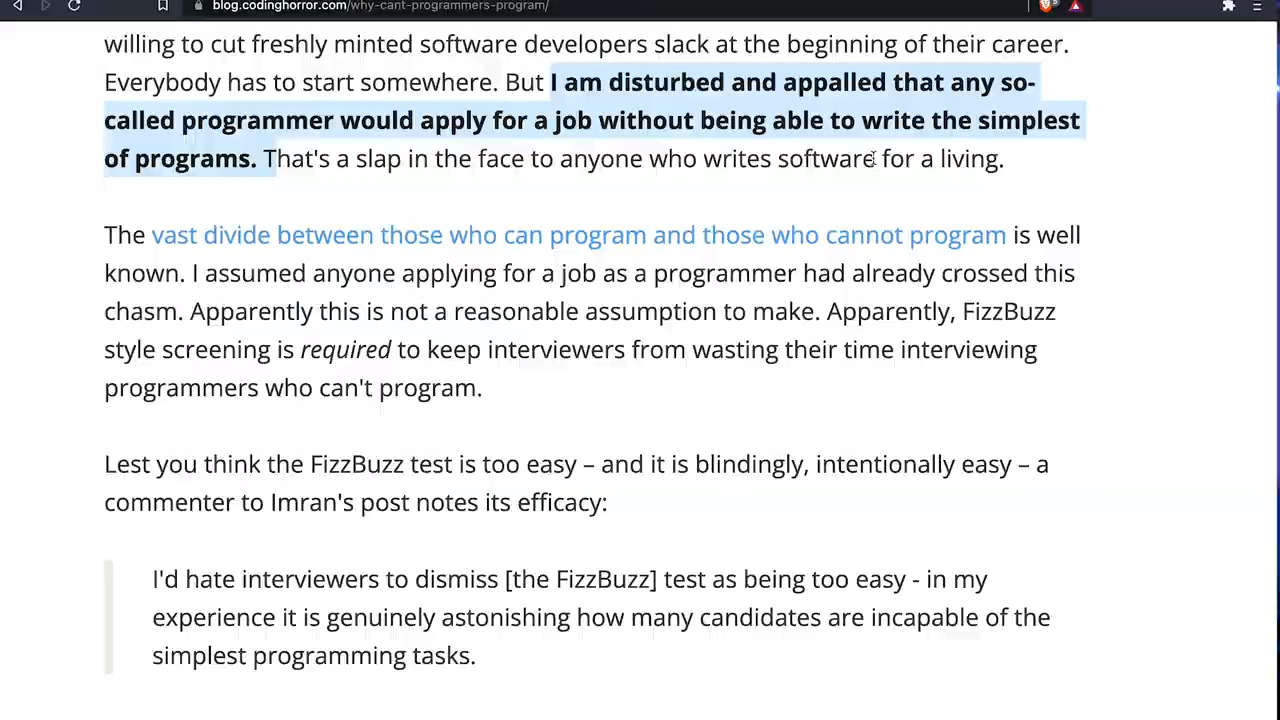 blog.codinghorror.com/why-cant-programmers-program/
willing to cut freshly minted software developers slack at the beginning of their career.
Everybody has to start somewhere. But I am disturbed and appalled that any so-
called programmer would apply for a job without being able to write the simplest
of programs. That's a slap in the face to anyone who writes software for a living.
The vast divide between those who can program and those who cannot program is well
known. I assumed anyone applying for a job as a programmer had already crossed this
chasm. Apparently this is not a reasonable assumption to make. Apparently, FizzBuzz
style screening is required to keep interviewers from wasting their time interviewing
programmers who can't program.
Lest you think the FizzBuzz test is too easy – and it is blindingly, intentionally easy – a
commenter to Imran's post notes its efficacy:
I'd hate interviewers to dismiss [the FizzBuzz] test as being too easy - in my
experience it is genuinely astonishing how many candidates are incapable of the
simplest programming tasks.